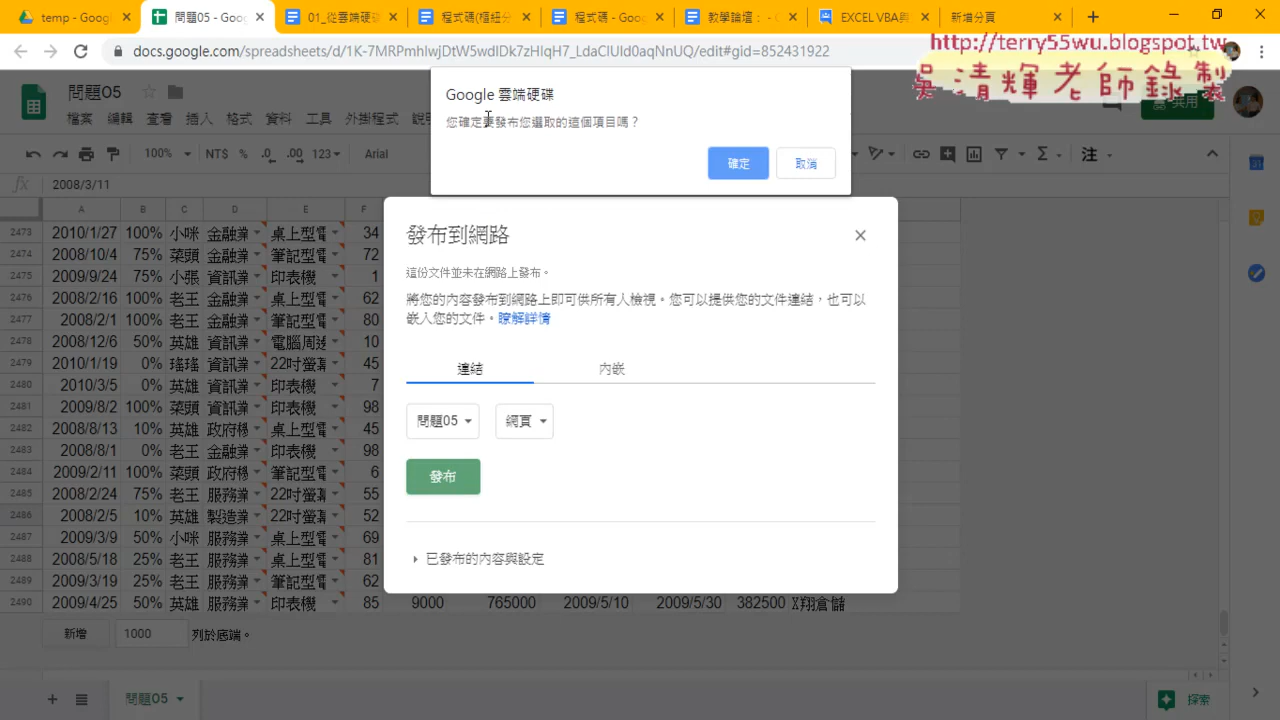 temp - Goog
問題05 - Goo
01_從雲端硬碟
程式碼(樞紐分
程式碼 - Goo
教學論壇： - G
EXCEL VBA與
新增分頁
docs.google.com/spreadsheets/d/1K-7MRPmhlwjDtW5wdIDk7zHIqH7_LdaClUId0aqNnUQ/edit#gid=852431922
http://terry55wu.blogspot.tw
吳清輝老師錄製
問題05
檔案 編輯 查看 插入 格式 資料 工具 外掛程式
共用
Google 雲端硬碟
您確定要發布您選取的這個項目嗎？
確定 取消
100% NT$ % .0 .00 123 Arial Σ 注
fx 2008/3/11
A B C D E F
2473 2010/1/27 100% 小咪 金融業 桌上型電 34
2474 2008/10/4 75% 菜頭 金融業 筆記型電 72
2475 2009/9/24 75% 小張 資訊業 印表機 1
2476 2008/2/16 100% 老王 金融業 桌上型電 62
2477 2008/2/1 100% 老王 金融業 筆記型電 80
2478 2008/12/6 50% 英雄 資訊業 電腦周邊 10
2479 2010/1/19 0% 瑤瑤 資訊業 22吋螢幕 45
2480 2010/3/5 0% 英雄 資訊業 印表機 7
2481 2009/8/2 100% 菜頭 資訊業 印表機 98
2482 2008/8/13 10% 英雄 政府機 桌上型電 45
2483 2008/8/1 0% 老王 金融業 印表機 98
2484 2009/2/11 100% 菜頭 政府機 筆記型電 6
2485 2008/2/24 75% 老王 服務業 22吋螢幕 55
2486 2008/2/5 10% 英雄 製造業 22吋螢幕 52
2487 2009/3/9 50% 小咪 服務業 桌上型電 69
2488 2008/5/18 25% 老王 服務業 桌上型電 81
2489 2009/3/19 25% 老王 服務業 筆記型電 62
2490 2009/4/25 50% 英雄 服務業 印表機 85 9000 765000 2009/5/10 2009/5/30 382500 翔倉儲
發布到網路
這份文件並未在網路上發布。
將您的內容發布到網路上即可供所有人檢視。您可以提供您的文件連結，也可以
嵌入您的文件。瞭解詳情
連結 內嵌
問題05 網頁
發布
已發布的內容與設定
新增 1000 列於底端。
問題05
探索